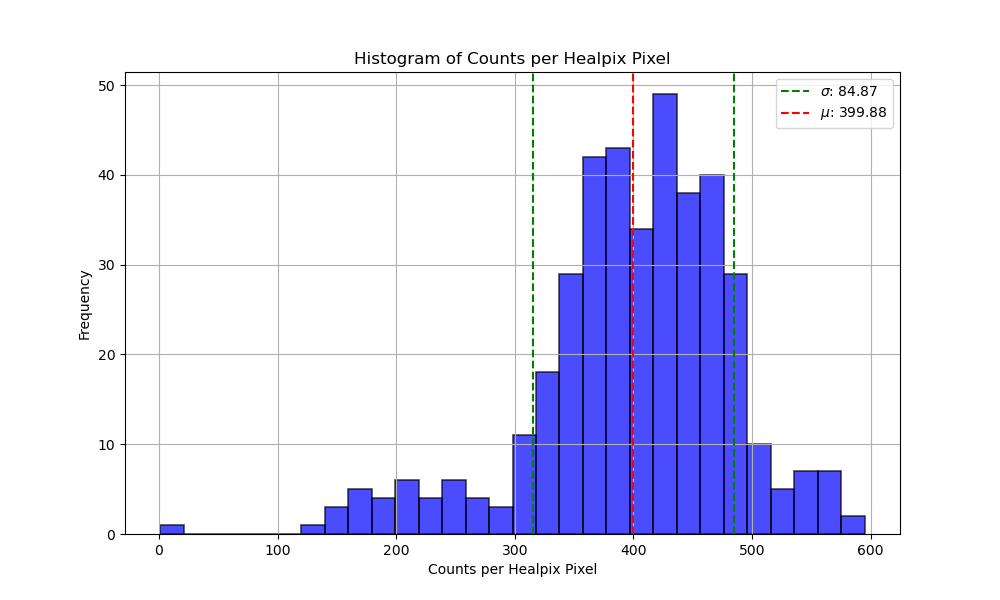 Histogram of Counts per Healpix Pixel
σ: 84.87
μ: 399.88
50
40
30
20
10
0
Frequency
0 100 200 300 400 500 600
Counts per Healpix Pixel